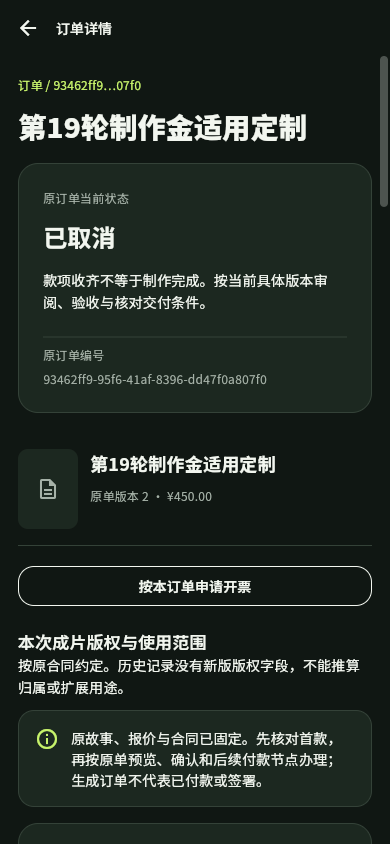 订单详情
订单 / 93462ff9…07f0
第19轮制作金适用定制
原订单当前状态
已取消
款项收齐不等于制作完成。按当前具体版本审
阅、验收与核对交付条件。
原订单编号
93462ff9-95f6-41af-8396-dd47f0a807f0
第19轮制作金适用定制
原单版本 2 · ¥450.00
按本订单申请开票
本次成片版权与使用范围
按原合同约定。历史记录没有新版版权字段，不能推算
归属或扩展用途。
原故事、报价与合同已固定。先核对首款，
再按原单预览、确认和后续付款节点办理；
生成订单不代表已付款或签署。